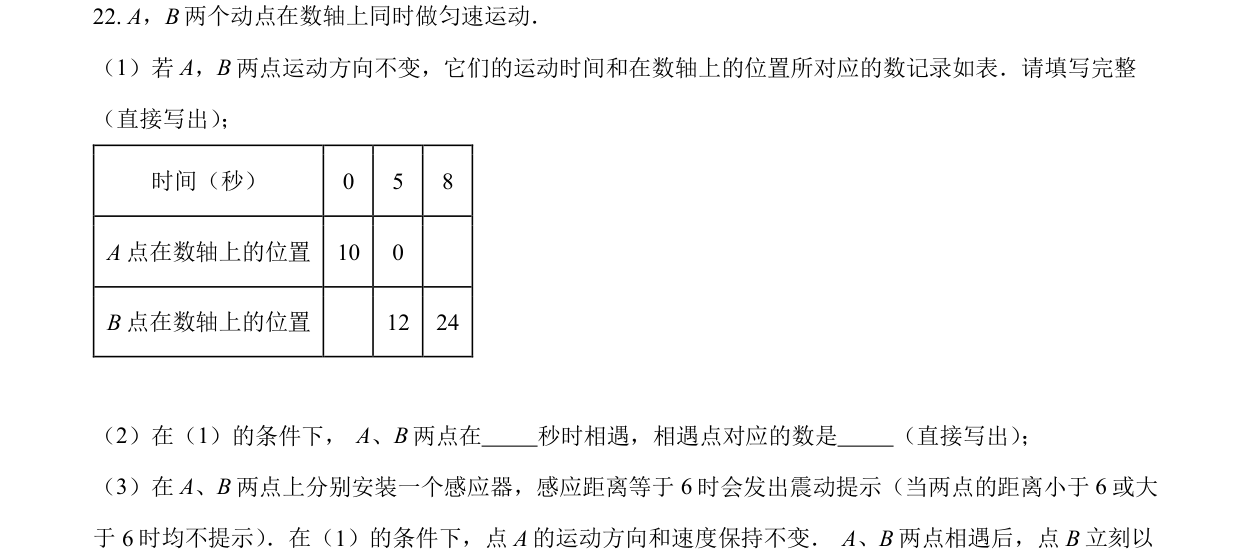 22. A，B 两个动点在数轴上同时做匀速运动．
（1）若 A，B 两点运动方向不变，它们的运动时间和在数轴上的位置所对应的数记录如表．请填写完整
（直接写出）；
时间（秒） 0 5 8
A 点在数轴上的位置 10 0
B 点在数轴上的位置 12 24
（2）在（1）的条件下， A、B 两点在_____秒时相遇，相遇点对应的数是_____（直接写出）；
（3）在 A、B 两点上分别安装一个感应器，感应距离等于 6 时会发出震动提示（当两点的距离小于 6 或大
于 6 时均不提示）．在（1）的条件下，点 A 的运动方向和速度保持不变． A、B 两点相遇后，点 B 立刻以